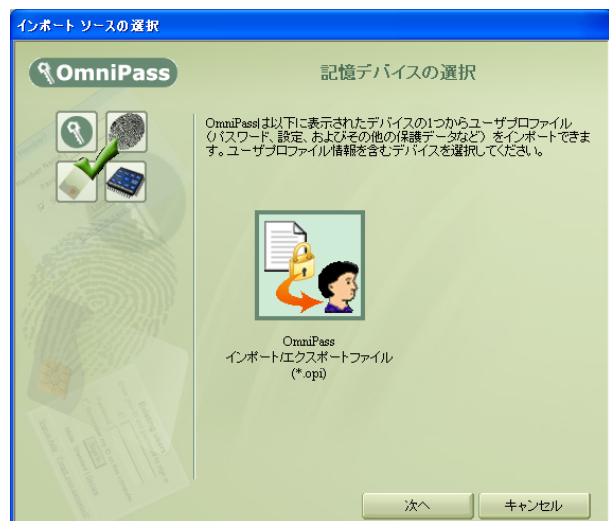 インポート ソースの選択
OmniPass
記憶デバイスの選択
OmniPassは以下に表示されたデバイスの1つからユーザプロファイル
（パスワード、設定、およびその他の保護データなど）をインポートできま
す。ユーザプロファイル情報を含むデバイスを選択してください。
OmniPass
インポート/エクスポートファイル
(*.opi)
次へ
キャンセル